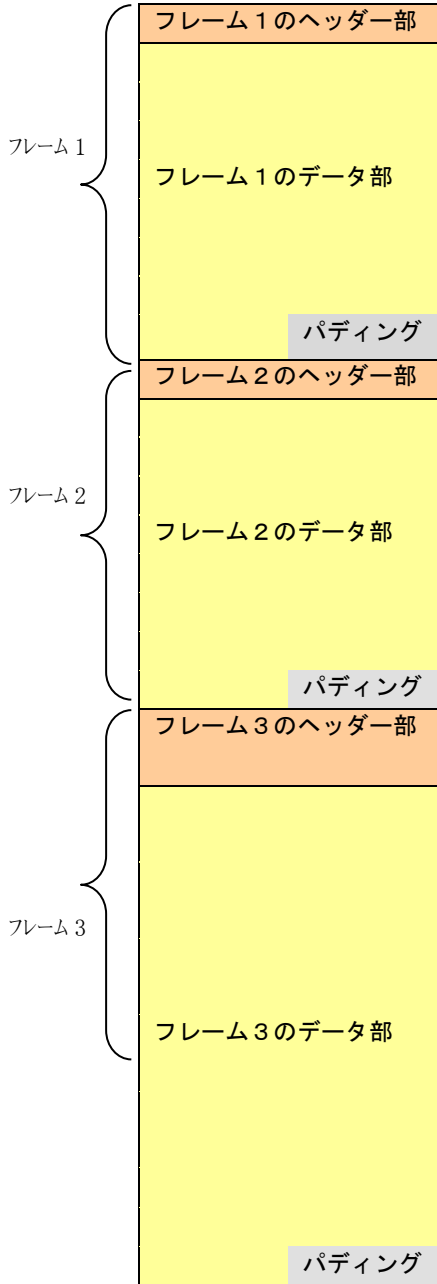 フレーム１のヘッダー部
フレーム 1
フレーム１のデータ部
パディング
フレーム２のヘッダー部
フレーム 2
フレーム２のデータ部
パディング
フレーム３のヘッダー部
フレーム 3
フレーム３のデータ部
パディング